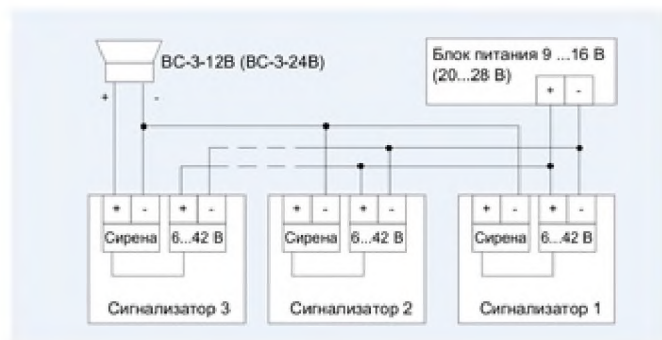 ВС-3-12В (ВС-3-24В)
Блок питания 9 ...16 В
(20...28 В)
+ -
+ -
+ - + -
+ - + -
+ - + -
Сирена 6...42 В
Сирена 6...42 В
Сирена 6...42 В
Сигнализатор 3
Сигнализатор 2
Сигнализатор 1